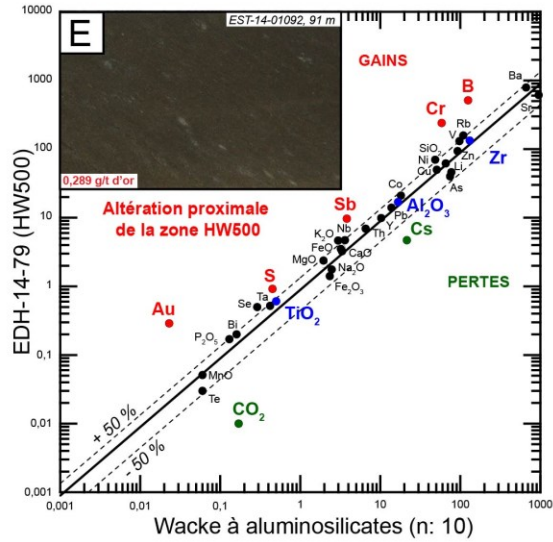 E
EST-14-01092, 91 m
0,289 g/t d'or
GAINS
Altération proximale
de la zone HW500
PERTES
Ba
Sr
B
Cr
Rb
V
Zr
SiO2
Zn
Ni
Li
Cu
As
Co
Al2O3
Pb
Sb
Nb
Y
Cs
K2O
Th
FeO
CaO
MgO
Na2O
S
Fe2O3
Ta
Se
TiO2
Au
Bi
P2O5
MnO
Te
CO2
+ 50 %
- 50 %
EDH-14-79 (HW500)
10000
1000
100
10
1
0,1
0,01
0,001
0,001
0,01
0,1
1
10
100
1000
Wacke à aluminosilicates (n: 10)